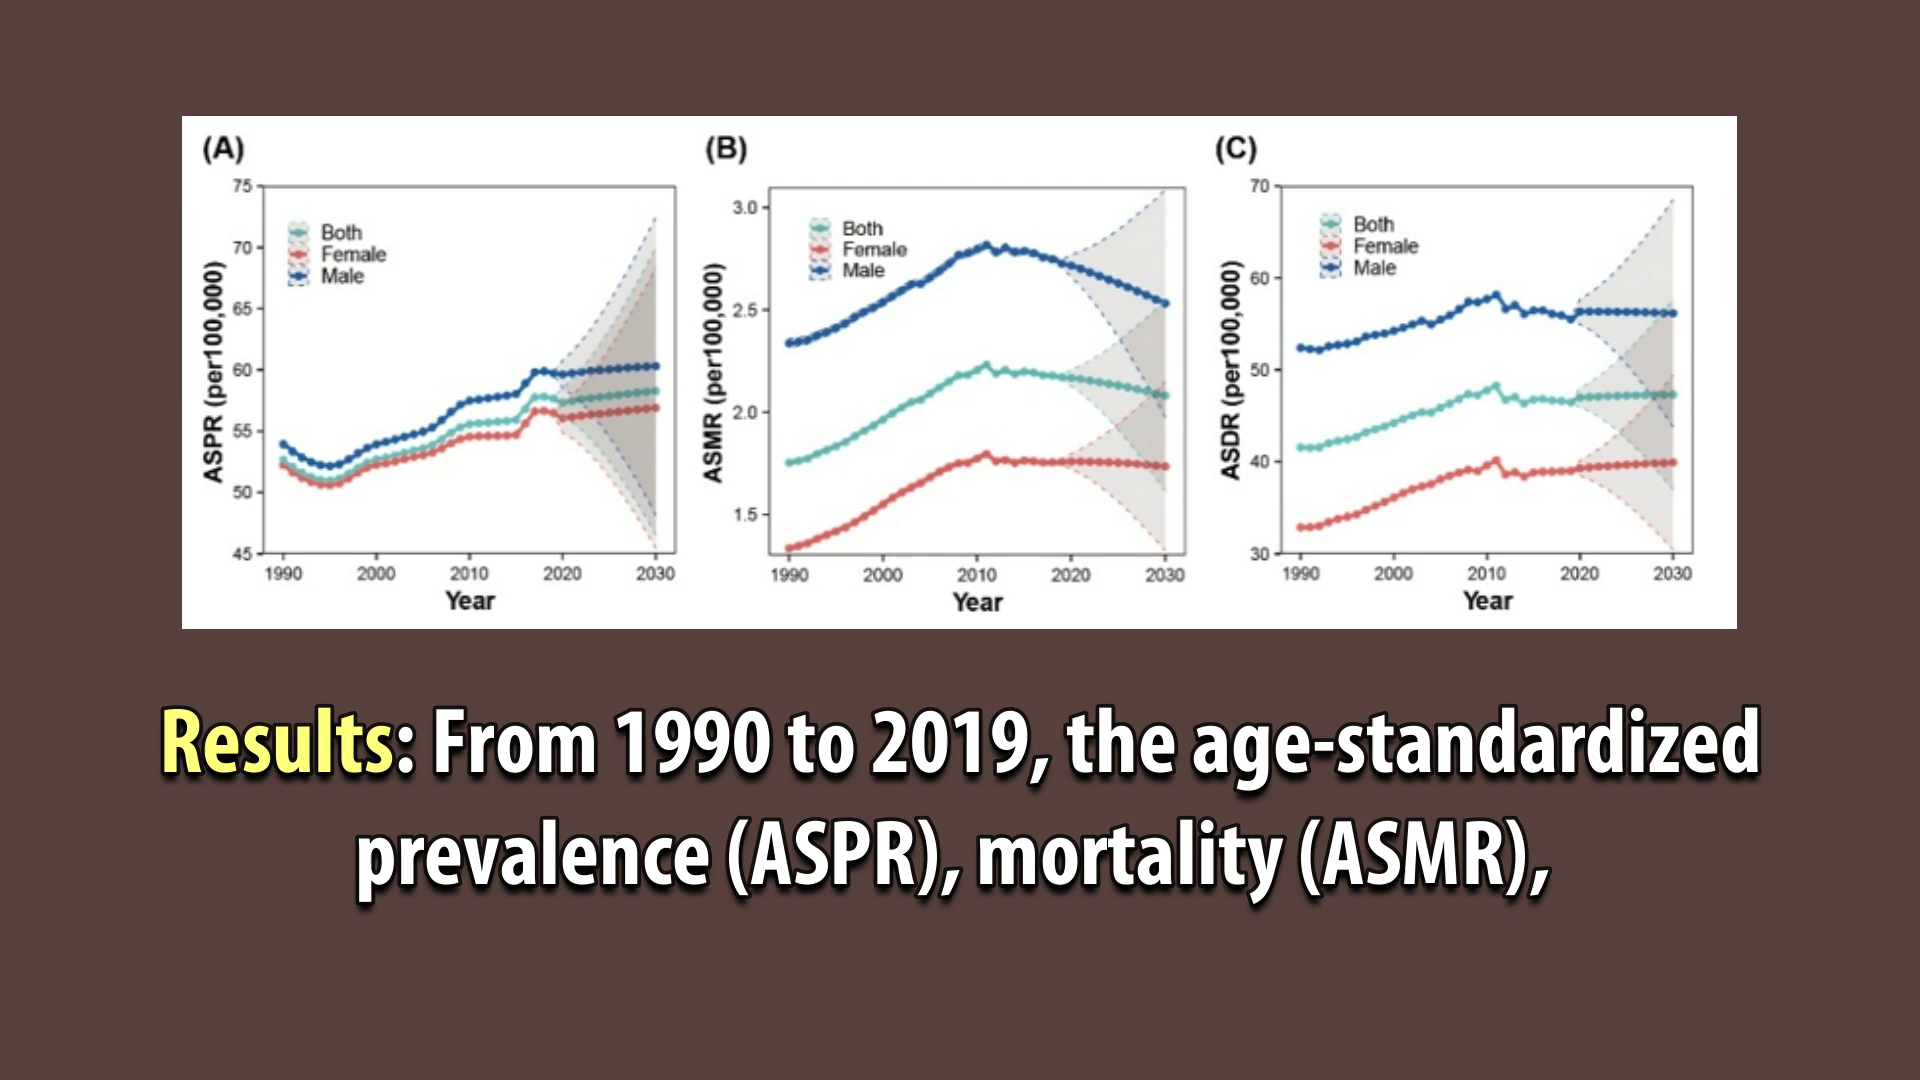 (A)
75
70
65
60
55
50
45
ASPR (per100,000)
Both
Female
Male
1990 2000 2010 2020 2030
Year
(B)
3.0
2.5
2.0
1.5
ASMR (per100,000)
Both
Female
Male
1990 2000 2010 2020 2030
Year
(C)
70
60
50
40
30
ASDR (per100,000)
Both
Female
Male
1990 2000 2010 2020 2030
Year
Results: From 1990 to 2019, the age-standardized
prevalence (ASPR), mortality (ASMR),